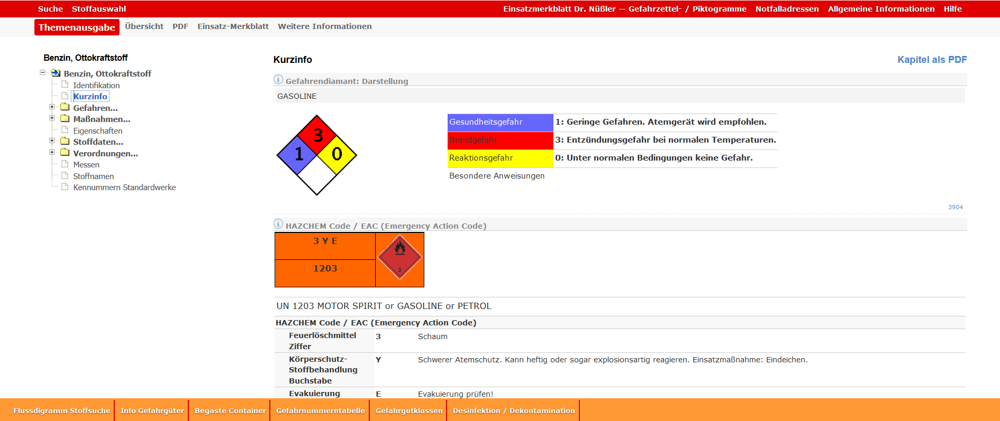 Suche Stoffauswahl Einsatzmerkblatt Dr. Nüßler — Gefahrzettel- / Piktogramme Notfalladressen Allgemeine Informationen Hilfe
Themenausgabe Übersicht PDF Einsatz-Merkblatt Weitere Informationen
Benzin, Ottokraftstoff
Benzin, Ottokraftstoff
Identifikation
Kurzinfo
Gefahren...
Maßnahmen...
Eigenschaften
Stoffdaten...
Verordnungen...
Messen
Stoffnamen
Kennummern Standardwerke
Kurzinfo Kapitel als PDF
Gefahrendiamant: Darstellung
GASOLINE
3
1 0
Gesundheitsgefahr 1: Geringe Gefahren. Atemgerät wird empfohlen.
Brandgefahr 3: Entzündungsgefahr bei normalen Temperaturen.
Reaktionsgefahr 0: Unter normalen Bedingungen keine Gefahr.
Besondere Anweisungen
3904
HAZCHEM Code / EAC (Emergency Action Code)
3 Y E
1203
3
UN 1203 MOTOR SPIRIT or GASOLINE or PETROL
HAZCHEM Code / EAC (Emergency Action Code)
Feuerlöschmittel 3 Schaum
Ziffer
Körperschutz- Y Schwerer Atemschutz. Kann heftig oder sogar explosionsartig reagieren. Einsatzmaßnahme: Eindeichen.
Stoffbehandlung
Buchstabe
Evakuierung E Evakuierung prüfen!
Flussdigramm Stoffsuche Info Gefahrgüter Begaste Container Gefahrnummerntabelle Gefahrgutklassen Desinfektion / Dekontamination